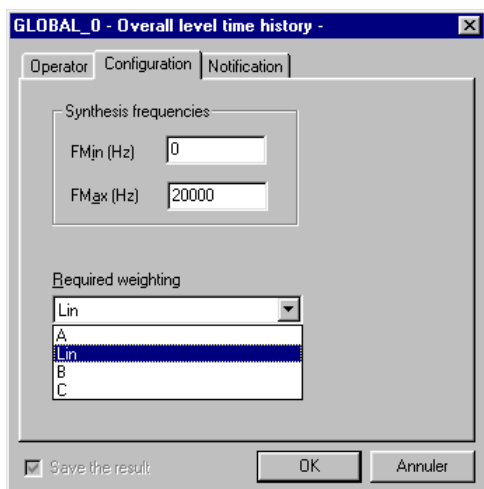 GLOBAL_0 - Overall level time history -
Operator Configuration Notification
Synthesis frequencies
FMin (Hz) 0
FMax (Hz) 20000
Required weighting
Lin
A
Lin
B
C
Save the result OK Annuler